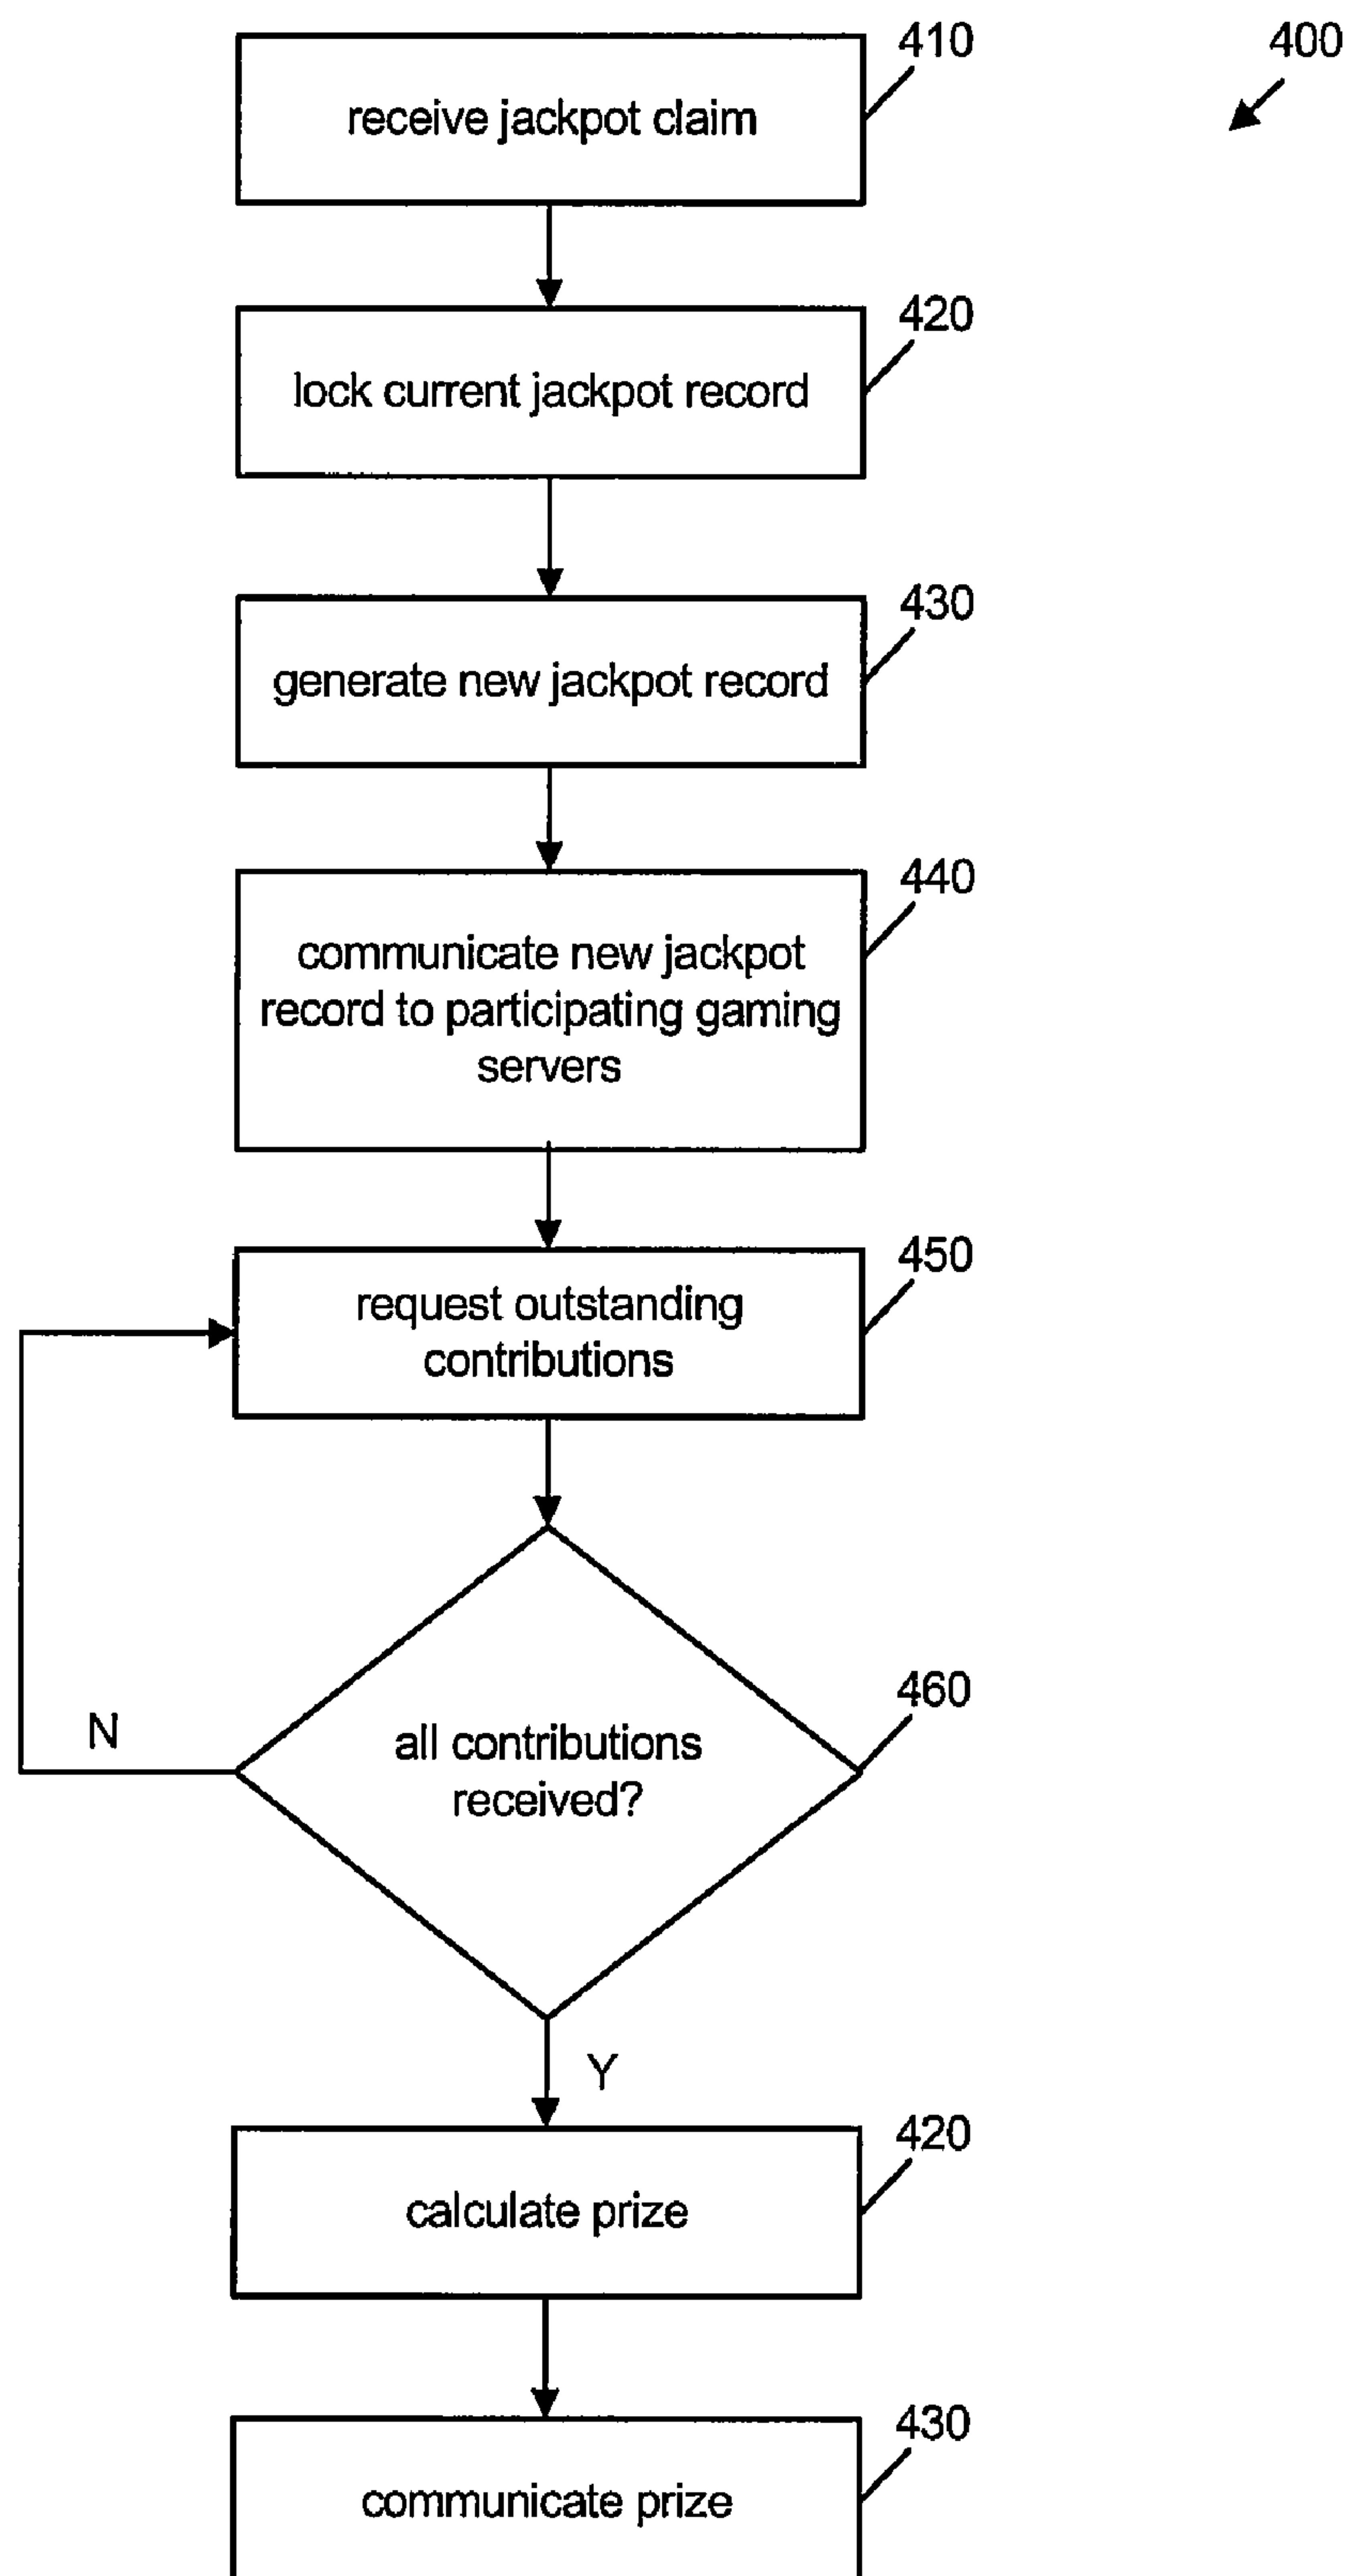 400
410
receive jackpot claim
420
lock current jackpot record
430
generate new jackpot record
440
communicate new jackpot
record to participating gaming
servers
450
request outstanding
contributions
460
all contributions
received?
N
Y
420
calculate prize
430
communicate prize